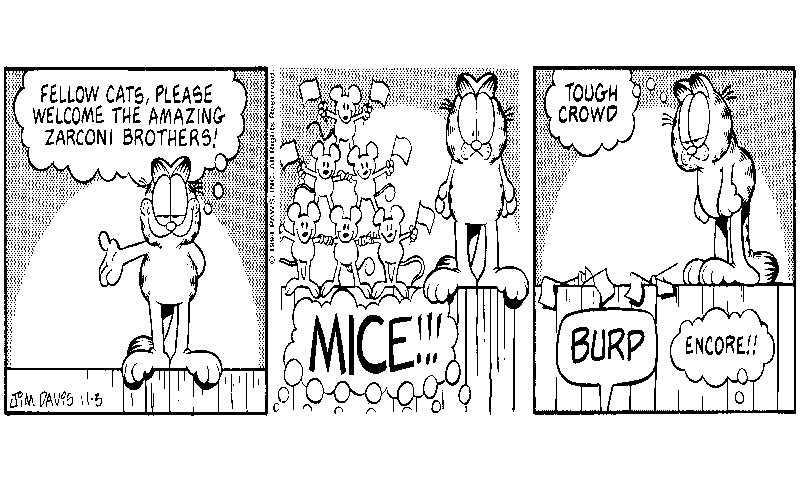 FELLOW CATS, PLEASE
WELCOME THE AMAZING
ZARCONI BROTHERS!
JIM DAVIS 11-3
MICE!!!
TOUGH
CROWD
BURP
ENCORE!!